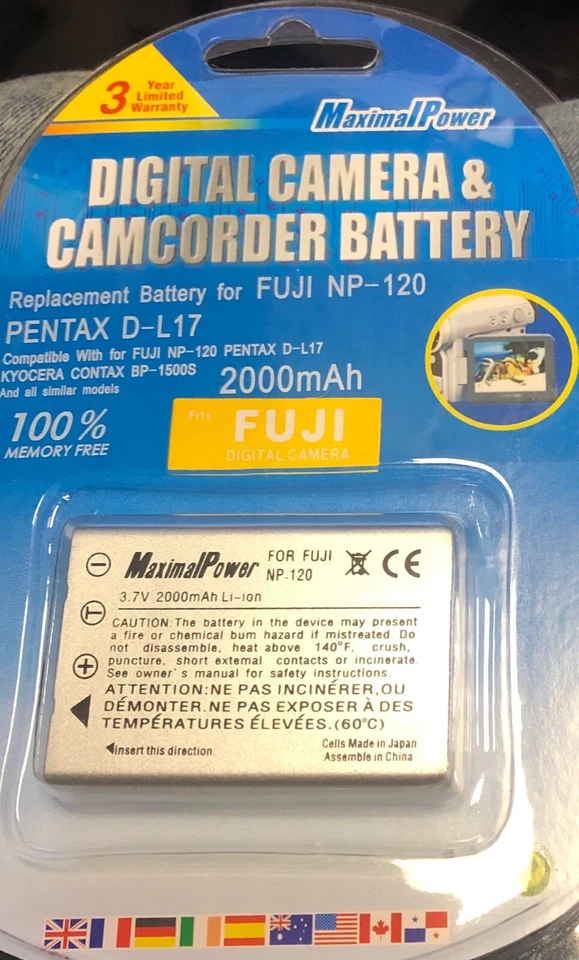 3 Year
Limited
Warranty
MaximalPower
DIGITAL CAMERA &
CAMCORDER BATTERY
Replacement Battery for FUJI NP-120
PENTAX D-L17
Compatible With for FUJI NP-120 PENTAX D-L17
KYOCERA CONTAX BP-1500S
And all similar models
2000mAh
100%
MEMORY FREE
Fits
FUJI
DIGITAL CAMERA
MaximalPower FOR FUJI
NP-120
CE
3.7V 2000mAh Li-ion
T
CAUTION: The battery in the device may present
a fire or chemical bum hazard if mistreated. Do
not disassemble, heat above 140°F, crush,
puncture, short external contacts or incinerate.
See owner's manual for safety instructions.
ATTENTION:NE PAS INCINÉRER,OU
DÉMONTER.NE PAS EXPOSER À DES
TEMPÉRATURES ÉLEVÉES.(60°C)
Insert this direction.
Cells Made in Japan
Assemble in China